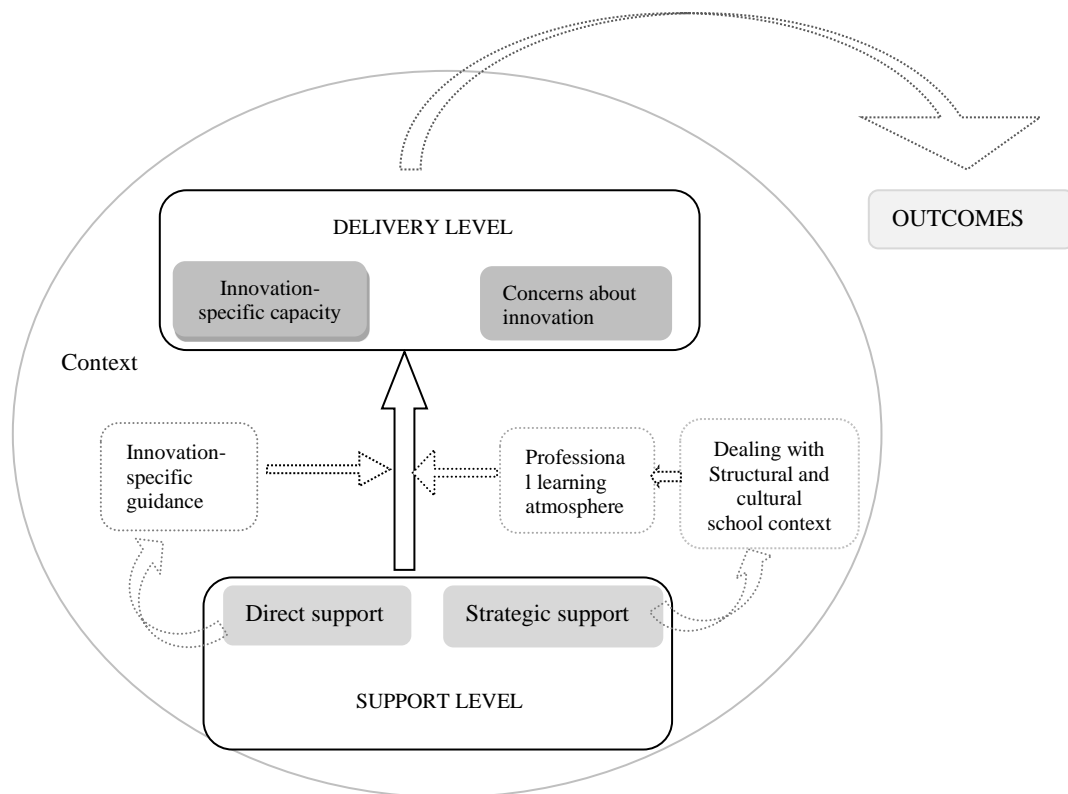 OUTCOMES
DELIVERY LEVEL
Innovation-
specific capacity
Concerns about
innovation
Context
Innovation-
specific
guidance
Professiona
l learning
atmosphere
Dealing with
Structural and
cultural
school context
Direct support
Strategic support
SUPPORT LEVEL